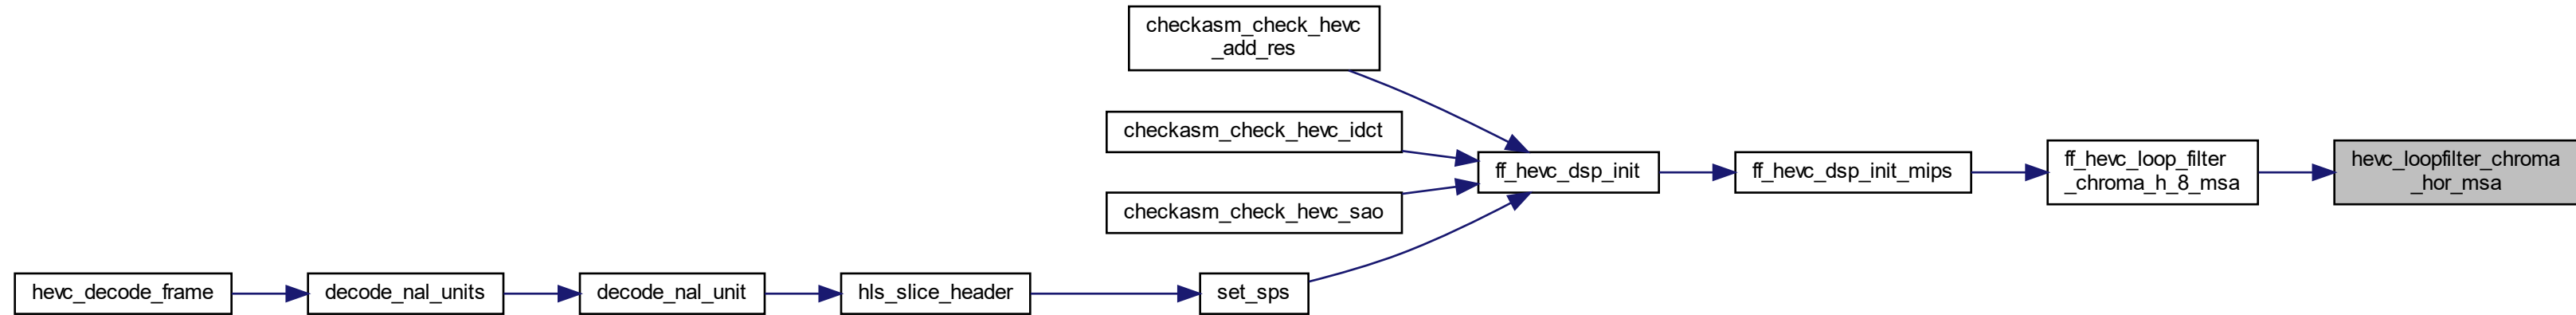 checkasm_check_hevc
_add_res
checkasm_check_hevc_idct
checkasm_check_hevc_sao
hevc_decode_frame
decode_nal_units
decode_nal_unit
hls_slice_header
set_sps
ff_hevc_dsp_init
ff_hevc_dsp_init_mips
ff_hevc_loop_filter
_chroma_h_8_msa
hevc_loopfilter_chroma
_hor_msa